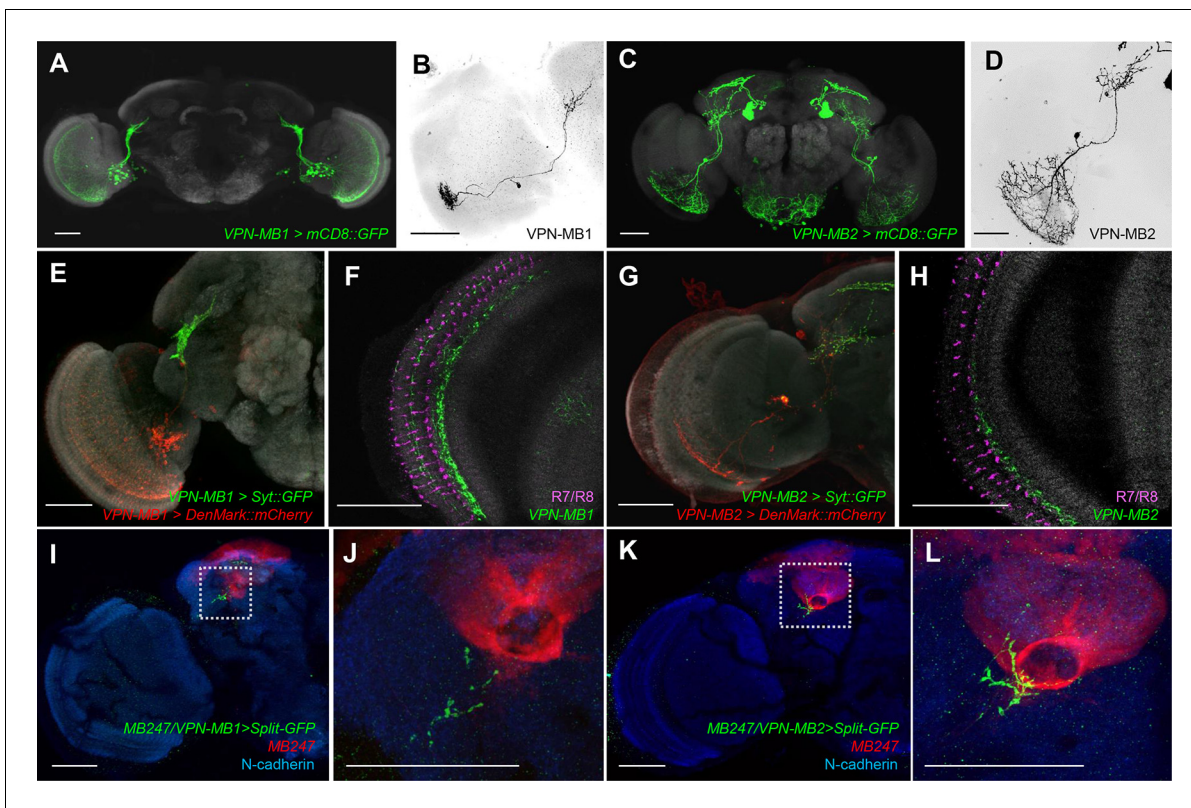 A
VPN-MB1 > mCD8::GFP
B
VPN-MB1
C
VPN-MB2 > mCD8::GFP
D
VPN-MB2
E
VPN-MB1 > Syt::GFP
VPN-MB1 > DenMark::mCherry
F
R7/R8
VPN-MB1
G
VPN-MB2 > Syt::GFP
VPN-MB2 > DenMark::mCherry
H
R7/R8
VPN-MB2
I
MB247/VPN-MB1>Split-GFP
MB247
N-cadherin
J
K
MB247/VPN-MB2>Split-GFP
MB247
N-cadherin
L